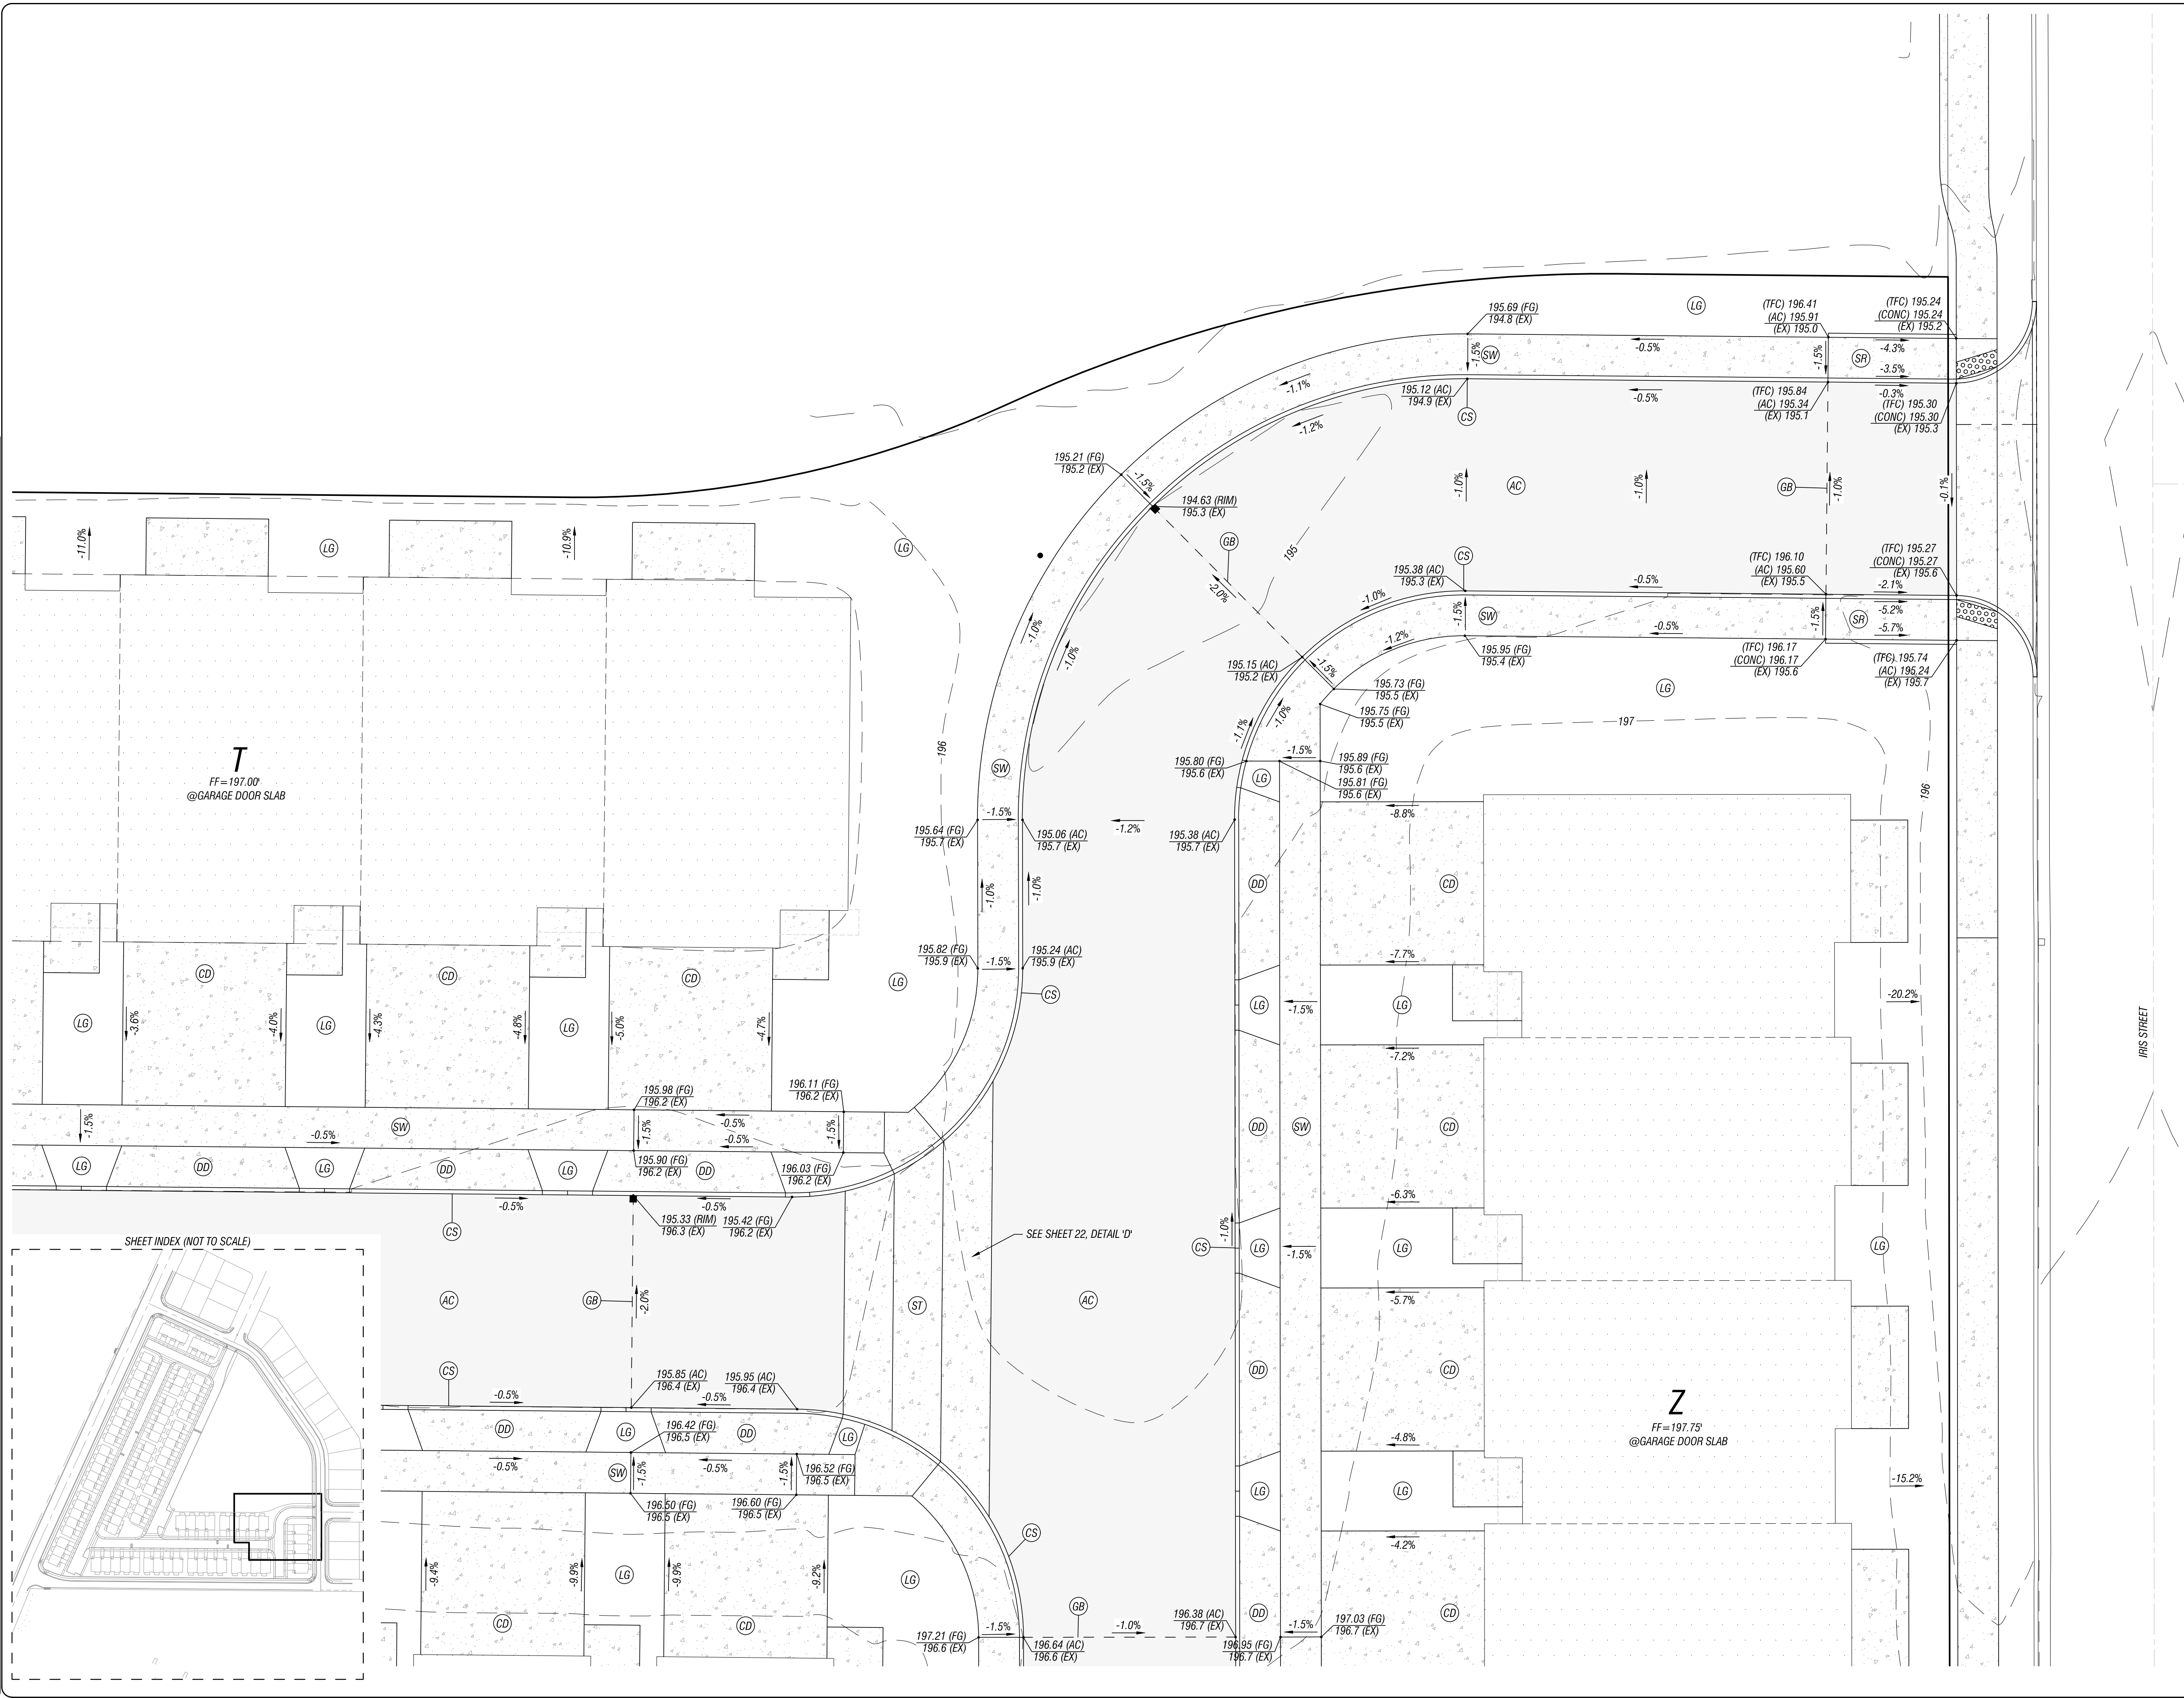 195.69 (FG)
194.8 (EX)
LG
(TFC) 196.41
(AC) 195.91
(EX) 195.0
(TFC) 195.24
(CONC) 195.24
(EX) 195.2
-0.5%
-4.3%
-1.5%
SW
-1.5%
SR
-3.5%
-1.1%
195.12 (AC)
194.9 (EX)
-0.5%
(TFC) 195.84
(AC) 195.34
(EX) 195.1
-0.3%
(TFC) 195.30
(CONC) 195.30
(EX) 195.3
CS
-1.2%
195.21 (FG)
195.2 (EX)
-1.5%
-1.0%
AC
-1.0%
GB
-1.0%
-0.1%
194.63 (RIM)
195.3 (EX)
-11.0%
LG
-10.9%
LG
GB
195
CS
195.38 (AC)
195.3 (EX)
-0.5%
(TFC) 196.10
(AC) 195.60
(EX) 195.5
(TFC) 195.27
(CONC) 195.27
(EX) 195.6
-2.1%
-2.0%
-1.0%
-1.5%
SW
-1.5%
SR
-5.2%
-0.5%
-5.7%
-1.0%
-1.0%
-1.2%
195.95 (FG)
195.4 (EX)
(TFC) 196.17
(CONC) 196.17
(EX) 195.6
(TFC) 195.74
(AC) 195.24
(EX) 195.7
195.15 (AC)
195.2 (EX)
-1.5%
195.73 (FG)
195.5 (EX)
LG
195.75 (FG)
195.5 (EX)
-1.1%
-1.0%
197
196
T
FF=197.00'
@GARAGE DOOR SLAB
SW
195.80 (FG)
195.6 (EX)
-1.5%
195.89 (FG)
195.6 (EX)
LG
195.81 (FG)
195.6 (EX)
196
-8.8%
195.64 (FG)
195.7 (EX)
-1.5%
195.06 (AC)
195.7 (EX)
-1.2%
195.38 (AC)
195.7 (EX)
DD
CD
-1.0%
-1.0%
195.82 (FG)
195.9 (EX)
-1.5%
195.24 (AC)
195.9 (EX)
-7.7%
CD
CD
CD
LG
CS
LG
-1.5%
LG
-20.2%
LG
-3.6%
-4.0%
LG
-4.3%
-4.8%
LG
-5.0%
-4.7%
-7.2%
IRIS STREET
195.98 (FG)
196.2 (EX)
196.11 (FG)
196.2 (EX)
-1.5%
SW
-0.5%
-0.5%
-1.5%
-0.5%
-1.5%
DD
SW
CD
LG
DD
LG
DD
LG
195.90 (FG)
196.2 (EX)
DD
196.03 (FG)
196.2 (EX)
-6.3%
-0.5%
-0.5%
CS
195.33 (RIM)
196.3 (EX)
195.42 (FG)
196.2 (EX)
SEE SHEET 22, DETAIL 'D'
-1.0%
CS
LG
-1.5%
LG
LG
SHEET INDEX (NOT TO SCALE)
AC
GB
-2.0%
ST
AC
-5.7%
CS
195.85 (AC)
196.4 (EX)
195.95 (AC)
196.4 (EX)
DD
CD
-0.5%
-0.5%
Z
FF=197.75'
@GARAGE DOOR SLAB
DD
LG
196.42 (FG)
196.5 (EX)
DD
LG
-4.8%
-0.5%
SW
-1.5%
-0.5%
-1.5%
196.52 (FG)
196.5 (EX)
-15.2%
LG
LG
196.50 (FG)
196.5 (EX)
196.60 (FG)
196.5 (EX)
CS
-4.2%
-9.4%
-9.9%
LG
-9.9%
-9.2%
LG
CD
CD
GB
DD
CD
197.21 (FG)
196.6 (EX)
-1.5%
196.64 (AC)
196.6 (EX)
-1.0%
196.38 (AC)
196.7 (EX)
196.95 (FG)
196.7 (EX)
-1.5%
197.03 (FG)
196.7 (EX)